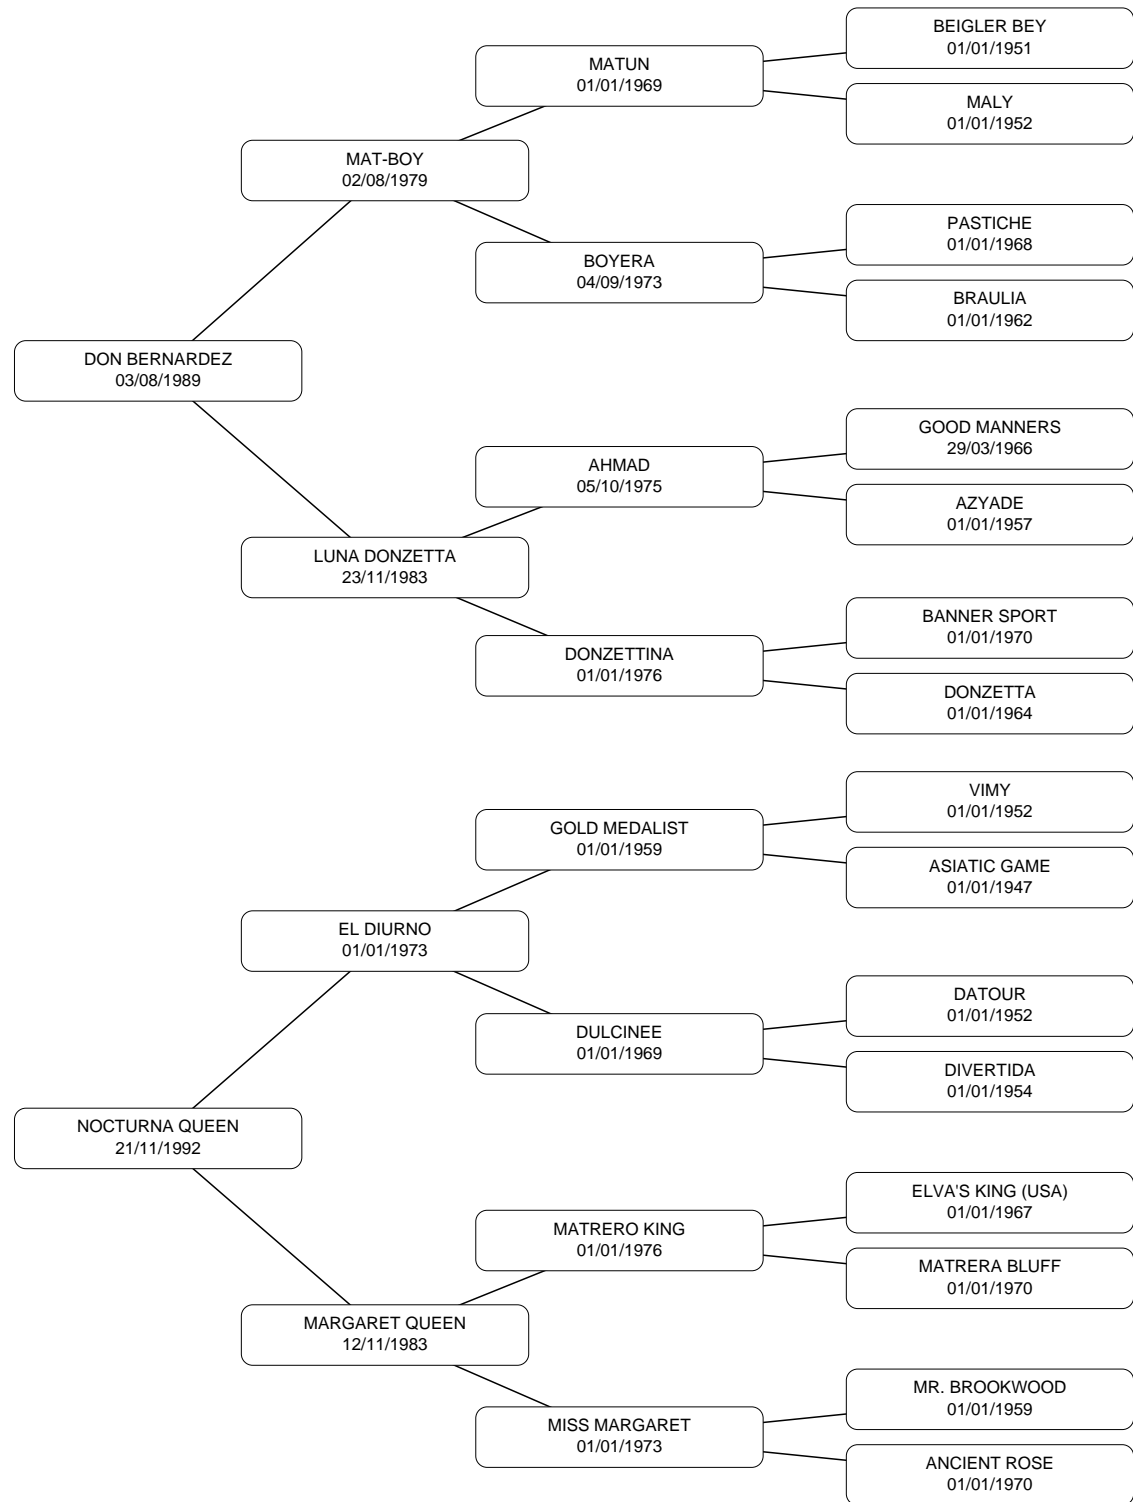 BEIGLER BEY
01/01/1951
MATUN
01/01/1969
MALY
01/01/1952
MAT-BOY
02/08/1979
PASTICHE
01/01/1968
BOYERA
04/09/1973
BRAULIA
01/01/1962
DON BERNARDEZ
03/08/1989
GOOD MANNERS
29/03/1966
AHMAD
05/10/1975
AZYADE
01/01/1957
LUNA DONZETTA
23/11/1983
BANNER SPORT
01/01/1970
DONZETTINA
01/01/1976
DONZETTA
01/01/1964
VIMY
01/01/1952
GOLD MEDALIST
01/01/1959
ASIATIC GAME
01/01/1947
EL DIURNO
01/01/1973
DATOUR
01/01/1952
DULCINEE
01/01/1969
DIVERTIDA
01/01/1954
NOCTURNA QUEEN
21/11/1992
ELVA'S KING (USA)
01/01/1967
MATRERO KING
01/01/1976
MATRERA BLUFF
01/01/1970
MARGARET QUEEN
12/11/1983
MR. BROOKWOOD
01/01/1959
MISS MARGARET
01/01/1973
ANCIENT ROSE
01/01/1970